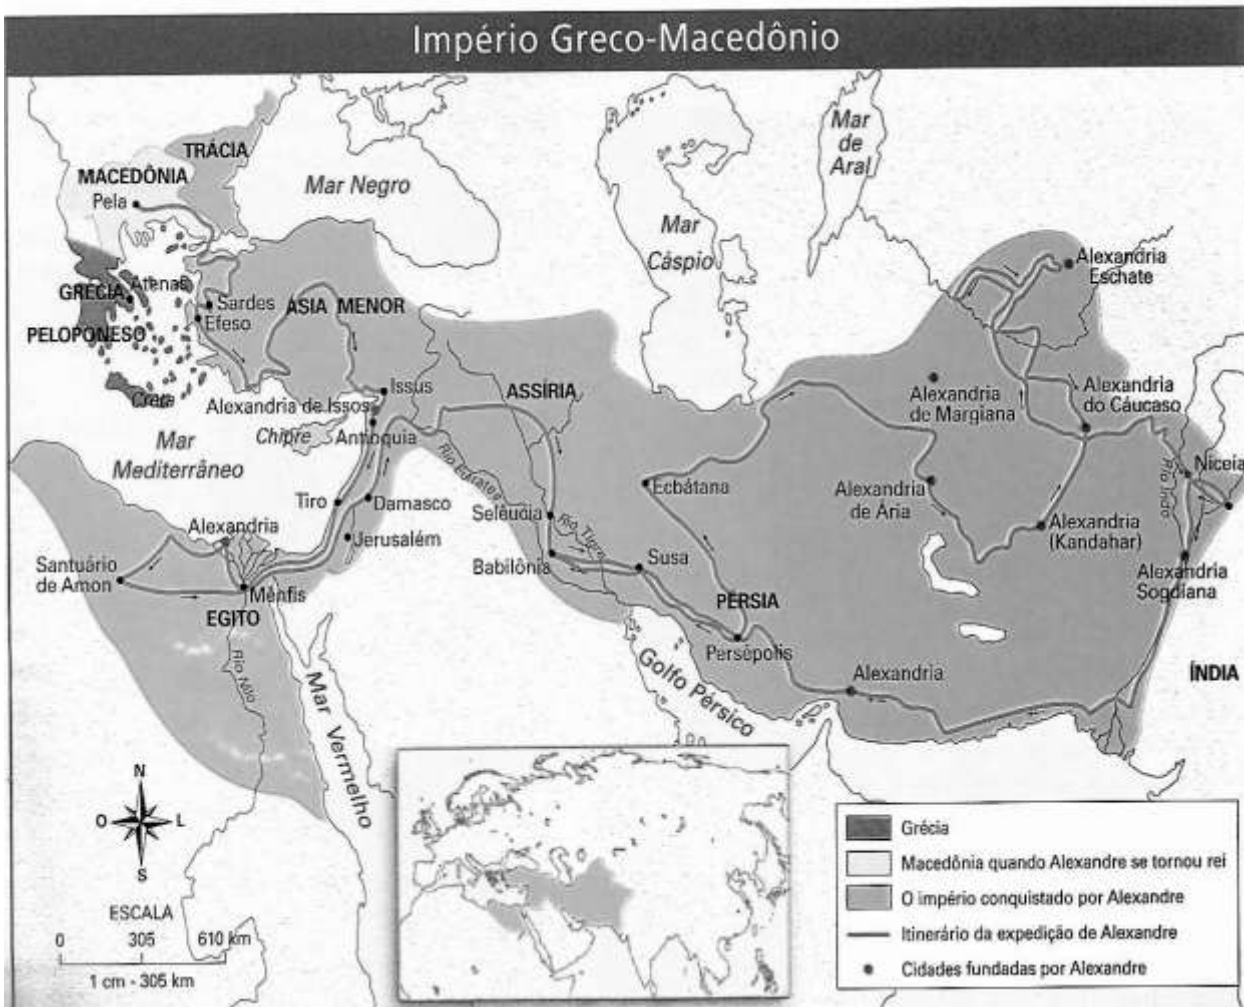 Império Greco-Macedônio
TRÁCIA
MACEDÔNIA
Pela
Mar Negro
Mar
de
Aral
Mar
Cáspio
Alexandria
Eschate
GRÉCIA
Atenas
PELOPONESO
Sardes
Efeso
ÁSIA MENOR
Creta
Issus
Alexandria de Issos
Chipre
Antioquia
ASSÍRIA
Alexandria
de Margiana
Alexandria
do Cáucaso
Mar
Mediterrâneo
Rio Eufrates
Tiro
Damasco
Jerusalém
Alexandria
Santuário
de Amon
Mênfis
EGITO
Rio Nilo
Mar Vermelho
Selêucia
Rio Tigre
Babilônia
Ecbátana
Susa
PÉRSIA
Persépolis
Golfo Pérsico
Alexandria
de Ária
Alexandria
(Kandahar)
Niceia
Rio Indo
Alexandria
Sogdiana
Alexandria
ÍNDIA
N
O
L
S
ESCALA
0 305 610 km
1 cm - 305 km
Grécia
Macedônia quando Alexandre se tornou rei
O império conquistado por Alexandre
Itinerário da expedição de Alexandre
Cidades fundadas por Alexandre